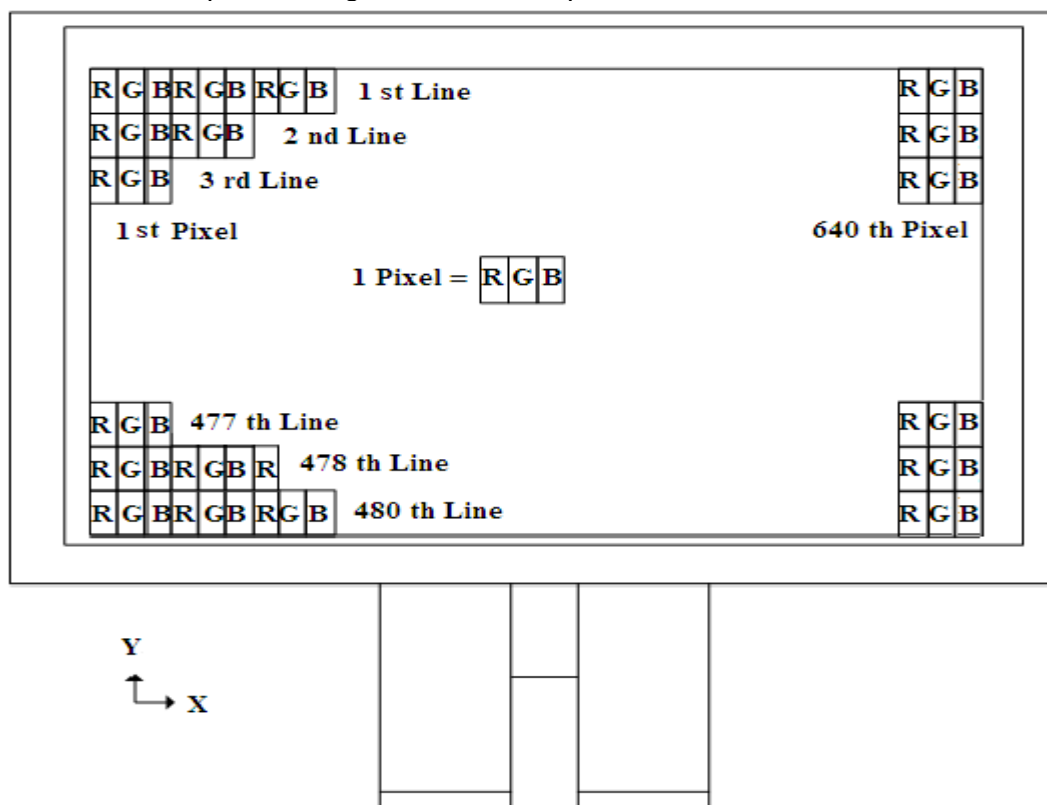 R G B R G B R G B 1 st Line R G B
R G B R G B 2 nd Line R G B
R G B 3 rd Line R G B
1 st Pixel 640 th Pixel
1 Pixel = R G B
R G B 477 th Line R G B
R G B R G B R 478 th Line R G B
R G B R G B R G B 480 th Line R G B
Y
X